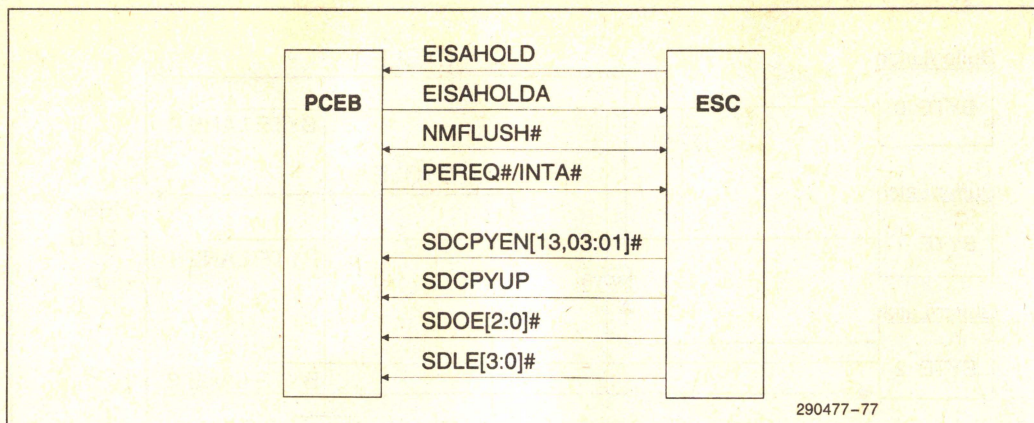 EISAHOLD
PCEB
EISAHOLDA
ESC
NMFLUSH#
PEREQ#/INTA#
SDCPYEN[13,03:01]#
SDCPYUP
SDOE[2:0]#
SDLE[3:0]#
290477–77